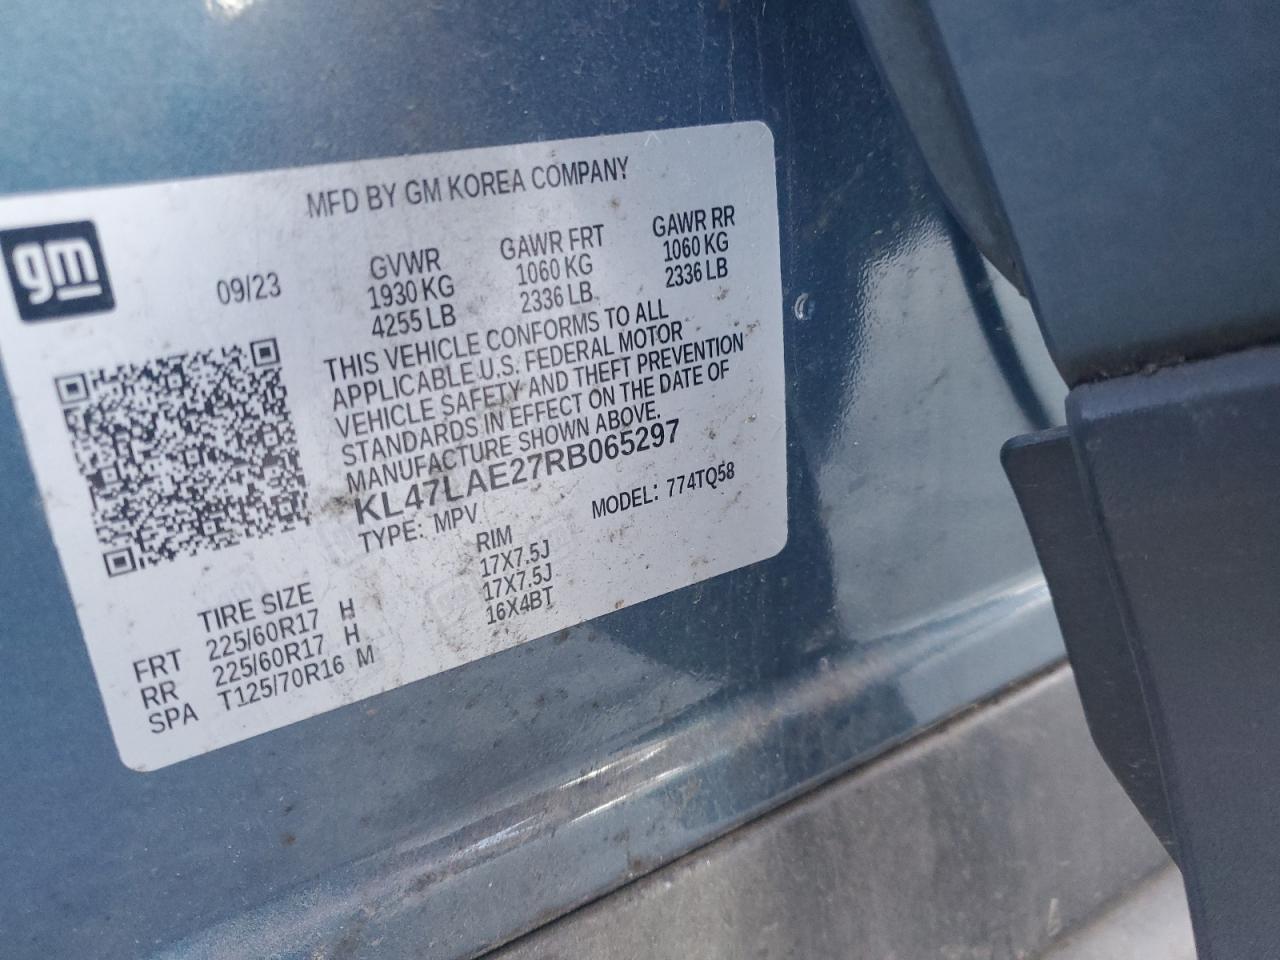 MFD BY GM KOREA COMPANY
gm
09/23
GVWR GAWR FRT GAWR RR
1930 KG 1060 KG 1060 KG
4255 LB 2336 LB 2336 LB
THIS VEHICLE CONFORMS TO ALL
APPLICABLE U.S. FEDERAL MOTOR
VEHICLE SAFETY AND THEFT PREVENTION
STANDARDS IN EFFECT ON THE DATE OF
MANUFACTURE SHOWN ABOVE.
KL47LAE27RB065297
TYPE: MPV MODEL: 774TQ58
TIRE SIZE RIM
FRT 225/60R17 H 17X7.5J
RR 225/60R17 H 17X7.5J
SPA T125/70R16 M 16X4BT